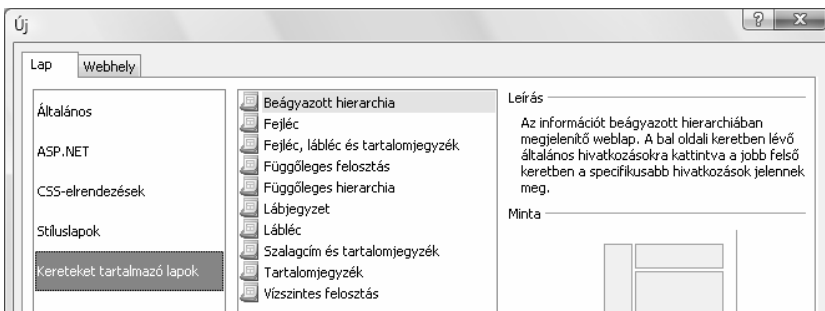 Új
Lap
Webhely
Általános
ASP.NET
CSS-elrendezések
Stíluslapok
Kereteket tartalmazó lapok
Beágyazott hierarchia
Fejléc
Fejléc, lábléc és tartalomjegyzék
Függőleges felosztás
Függőleges hierarchia
Lábjegyzet
Lábléc
Szalagcím és tartalomjegyzék
Tartalomjegyzék
Vízszintes felosztás
Leírás
Az információt beágyazott hierarchiában
megjelenítő weblap. A bal oldali keretben lévő
általános hivatkozásokra kattintva a jobb felső
keretben a specifikusabb hivatkozások jelennek
meg.
Minta